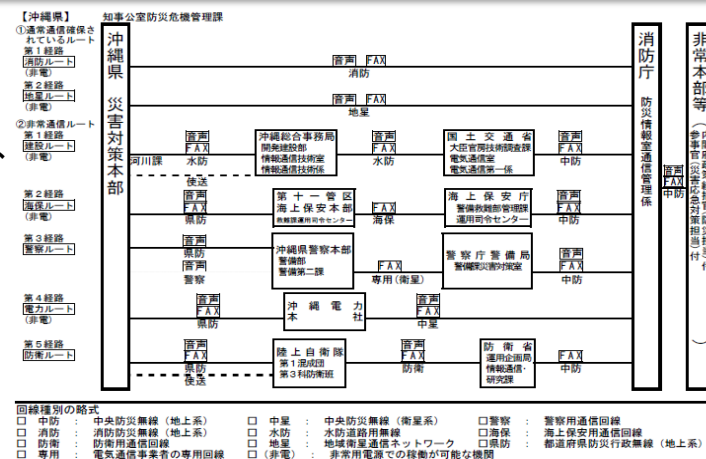 【沖縄県】 知事公室防災危機管理課
①通常通信確保さ
れているルート
第1経路
消防ルート
(非電)
音声 FAX
消防
第2経路
地星ルート
(非電)
音声 FAX
地星
②非常通信ルート
第1経路
建設ルート
(非電)
沖縄県 災害対策本部
河川課
音声
FAX
水防
使送
沖縄総合事務局
開発建設部
情報通信技術室
情報通信技術係
音声
FAX
水防
国土交通省
大臣官房技術調査課
電気通信室
電気通信第一係
音声
FAX
中防
第2経路
海保ルート
(非電)
音声
FAX
県防
第十一管区
海上保安本部
救難課運用司令センター
FAX
海保
海上保安庁
警備救難部管理課
運用司令センター
音声
FAX
中防
第3経路
警察ルート
音声
県防
音声
警察
沖縄県警察本部
警備部
警備第二課
FAX
専用(衛星)
警察庁警備局
警備課災害対策室
音声
FAX
中防
第4経路
電力ルート
(非電)
音声
FAX
県防
沖縄電力
本社
音声
FAX
中星
第5経路
防衛ルート
音声
FAX
県防
使送
陸上自衛隊
第1混成団
第3科防衛班
音声
FAX
防衛
防衛省
運用企画局
情報通信・
研究課
FAX
中防
消防庁 防災情報室通信管理係
音声
FAX
中防
非常本部等
参事官(災害応急対策担当)付
回線種別の略式
□ 中防 : 中央防災無線(地上系) □ 中星 : 中央防災無線(衛星系) □警察 : 警察用通信回線
□ 消防 : 消防防災無線(地上系) □ 水防 : 水防道路用無線 □海保 : 海上保安用通信回線
□ 防衛 : 防衛用通信回線 □ 地星 : 地域衛星通信ネットワーク □県防 : 都道府県防災行政無線(地上系)
□ 専用 : 電気通信事業者の専用回線 □(非電) : 非常用電源での稼働が可能な機関